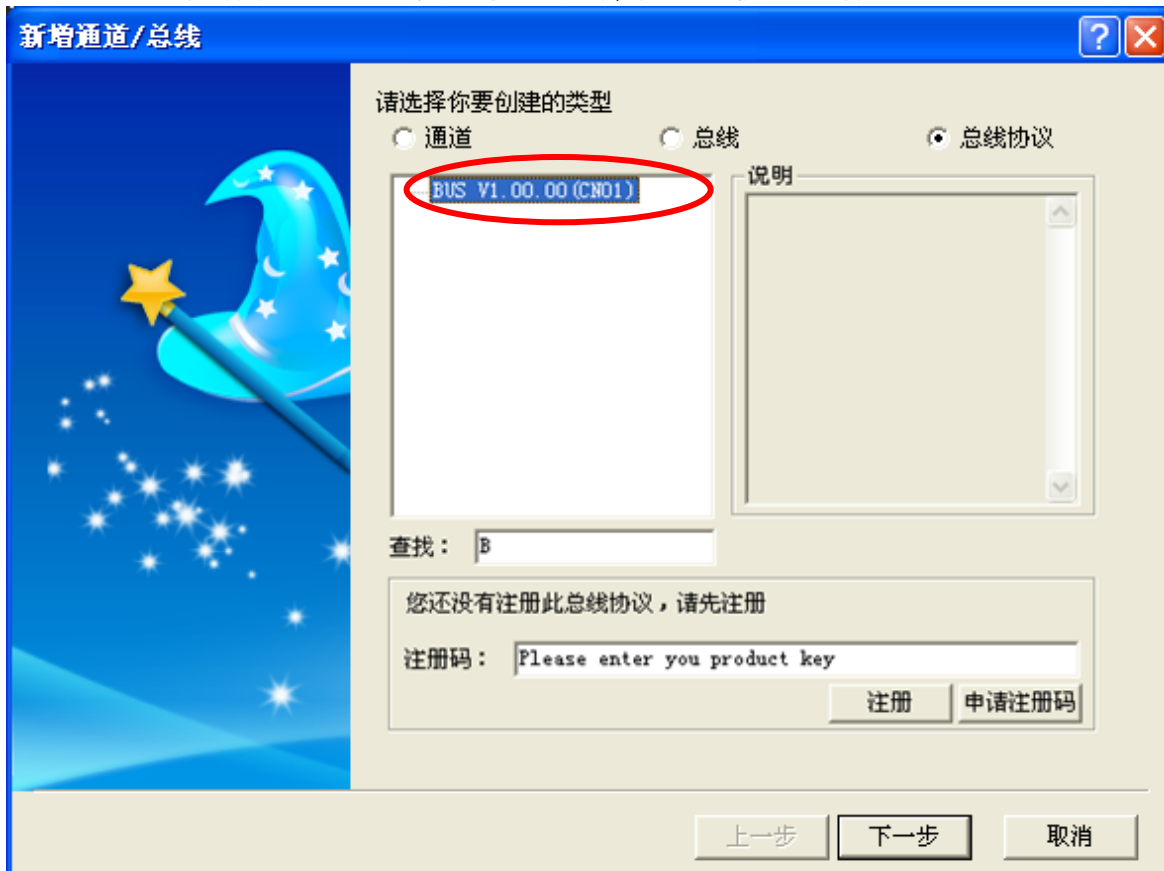 新增通道/总线
请选择你要创建的类型
通道 总线 总线协议
BUS V1.00.00(CN01)
说明
查找： B
您还没有注册此总线协议，请先注册
注册码： Please enter you product key
注册 申请注册码
上一步 下一步 取消